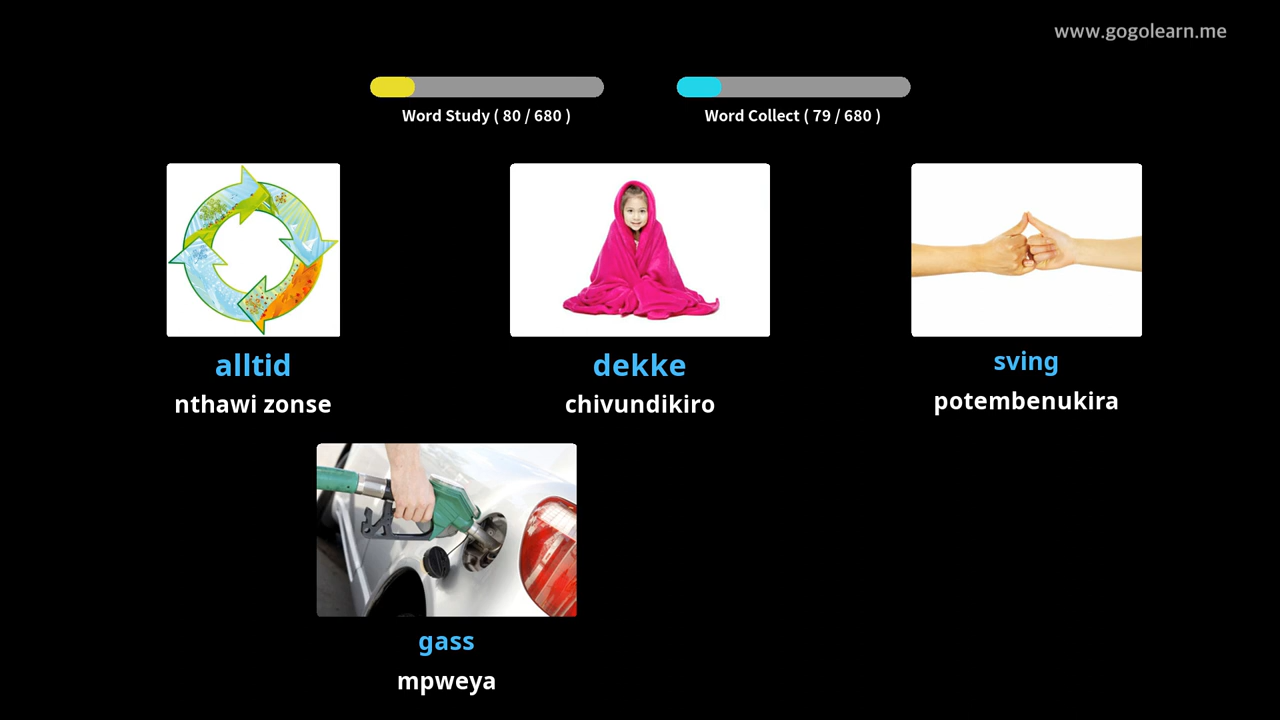 www.gogolearn.me
Word Study ( 80 / 680 )
Word Collect ( 79 / 680 )
alltid
nthawi zonse
dekke
chivundikiro
sving
potembenukira
gass
mpweya